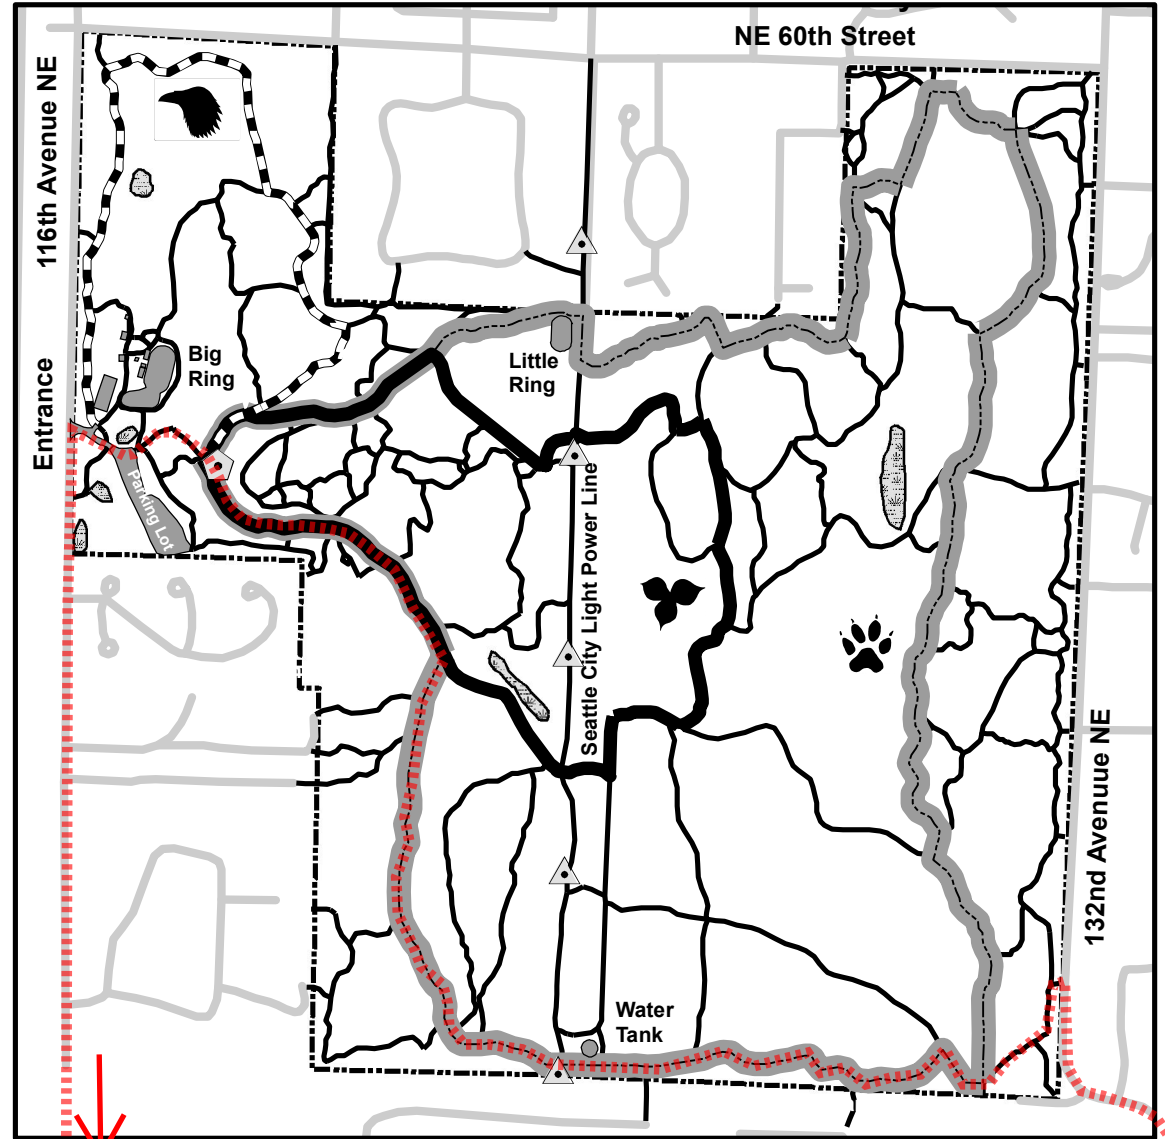 NE 60th Street
116th Avenue NE
Big
Ring
Little
Ring
Entrance
Parking Lot
Seattle City Light Power Line
132nd Avenue NE
Water
Tank